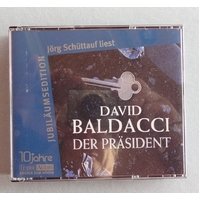 Jörg Schüttauf liest
JUBILÄUMSEDITION
DAVID
BALDACCI
DER PRÄSIDENT
10 Jahre